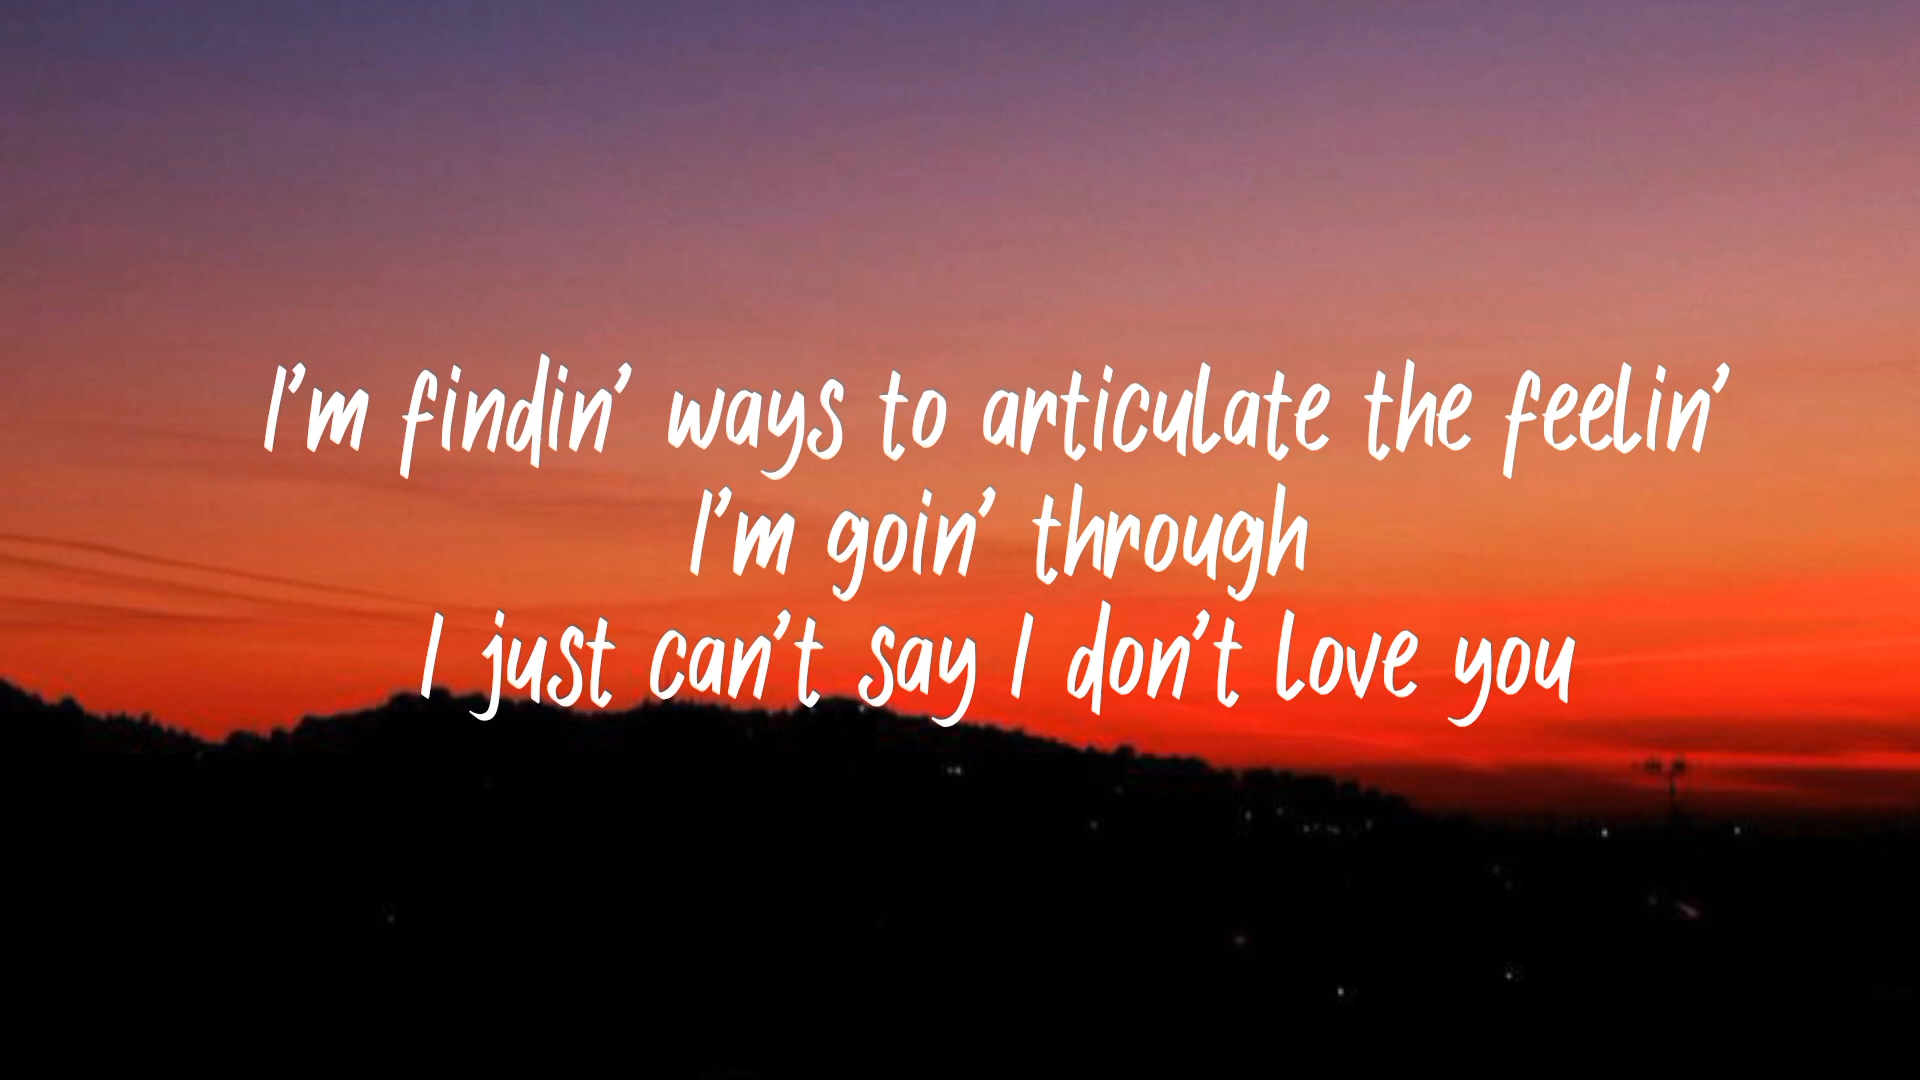 I'm findin' ways to articulate the feelin'
I'm goin' through
I just can't say I don't love you